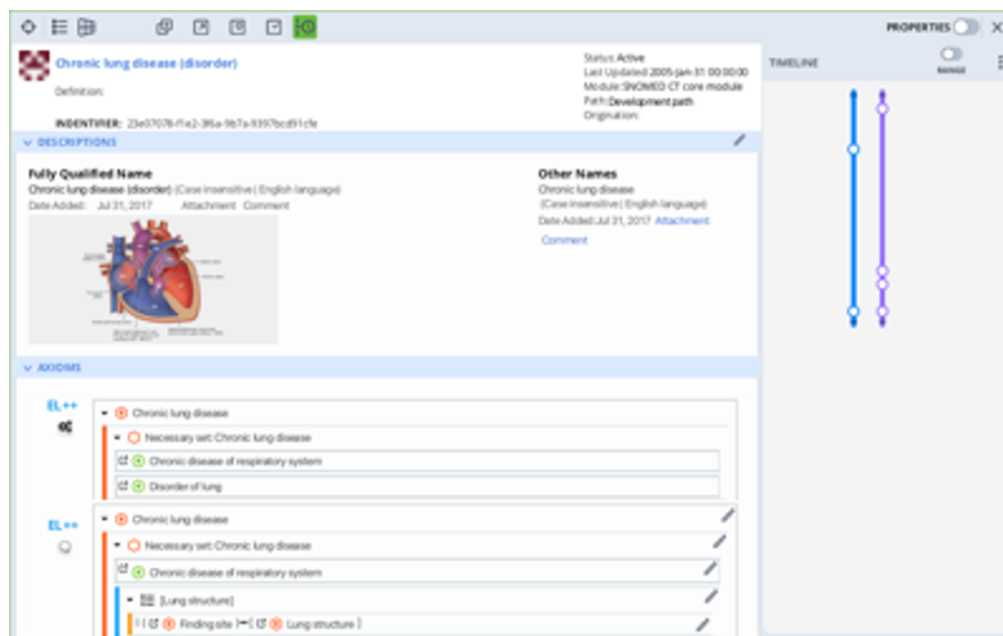 PROPERTIES
Chronic lung disease (disorder)
Definition:
INDENTIFIER:
Status: Active
Last Updated: 2005-Jan-31 00:00:00
Module: SNOMED CT core module
Path: Development path
Origination:
TIMELINE
RANGE
DESCRIPTIONS
Fully Qualified Name
Chronic lung disease (disorder) (Case insensitive | English language)
Date Added: Jul 31, 2017 Attachment Comment
Other Names
Chronic lung disease
(Case insensitive | English language)
Date Added: Jul 31, 2017 Attachment
Comment
AXIOMS
EL++
Chronic lung disease
Necessary set: Chronic lung disease
Chronic disease of respiratory system
Disorder of lung
EL++
Chronic lung disease
Necessary set: Chronic lung disease
Chronic disease of respiratory system
[Lung structure]
Finding site
Lung structure